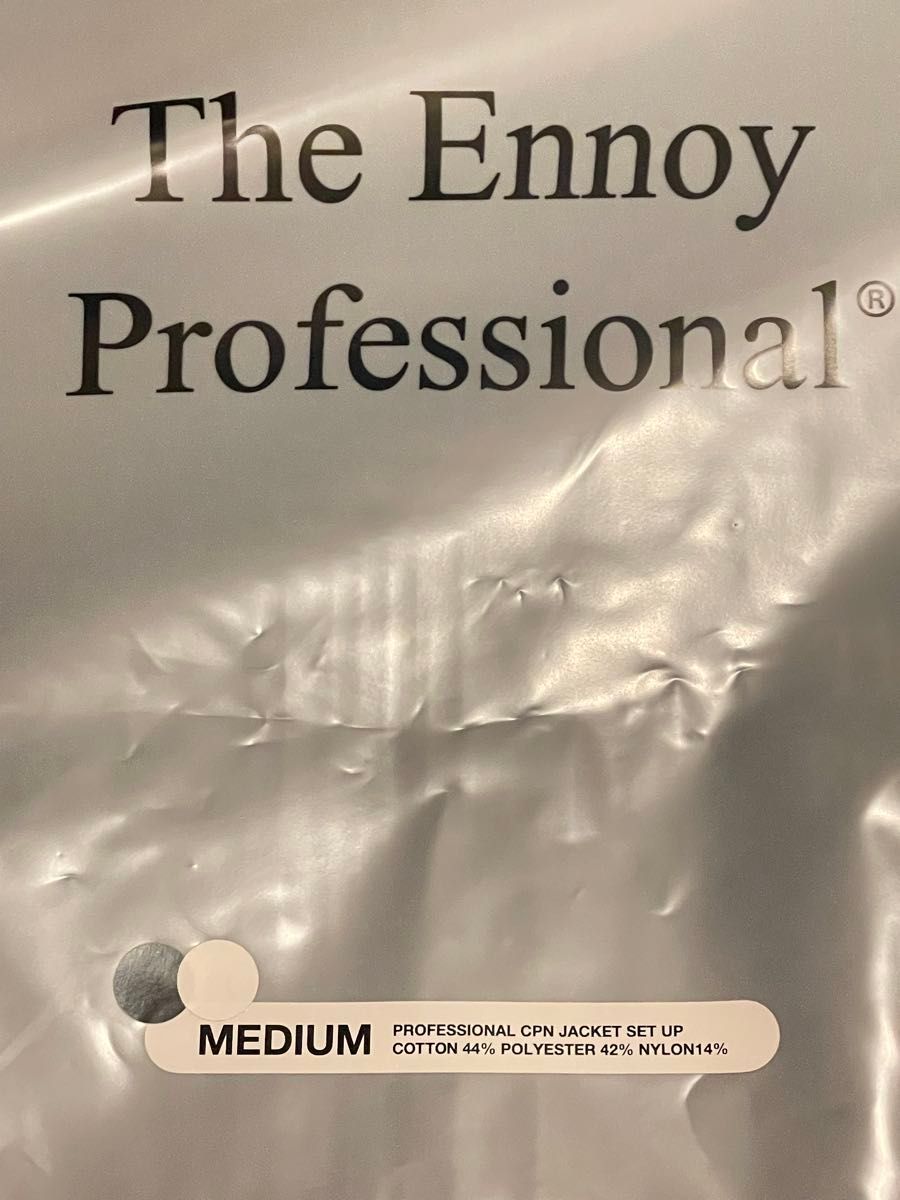 The Ennoy
Professional®
MEDIUM
PROFESSIONAL CPN JACKET SET UP
COTTON 44% POLYESTER 42% NYLON14%